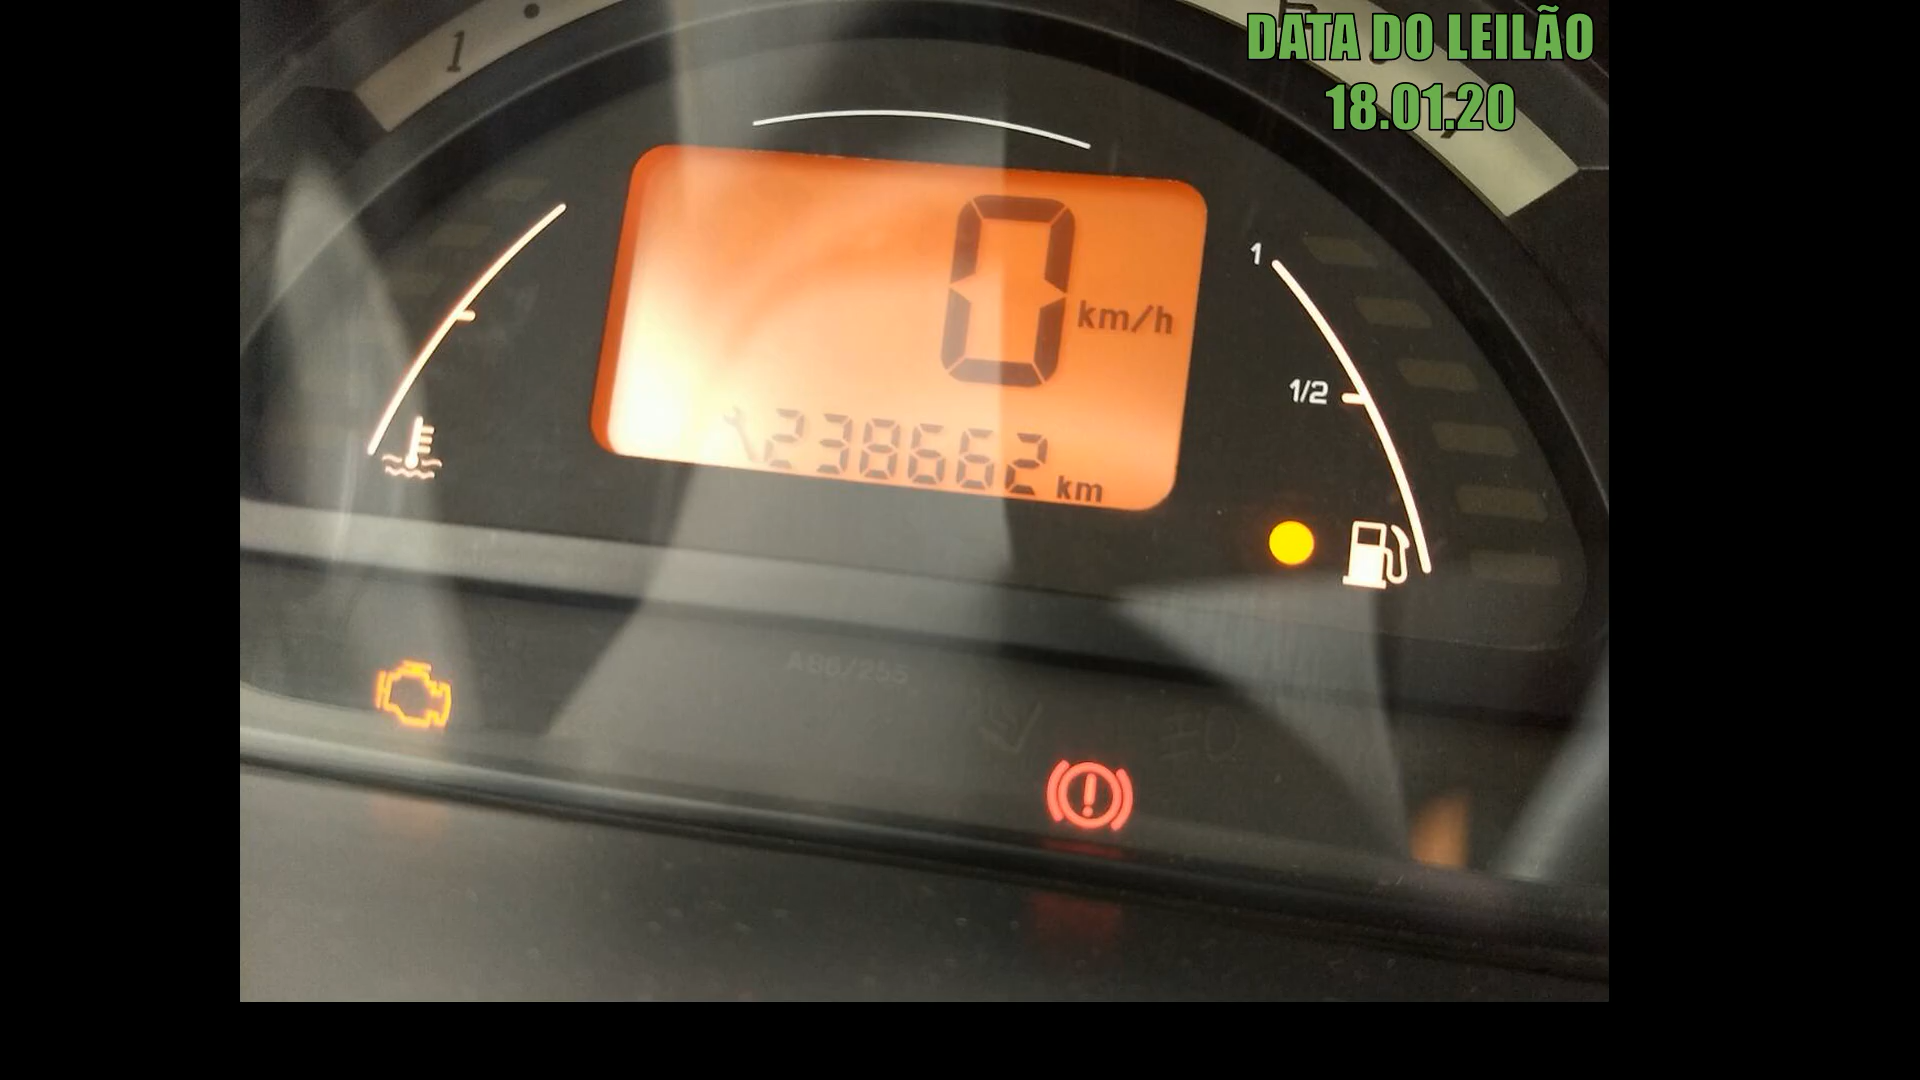 DATA DO LEILÃO
18.01.20
1
0 km/h
1
1/2
238662 km
A86/255